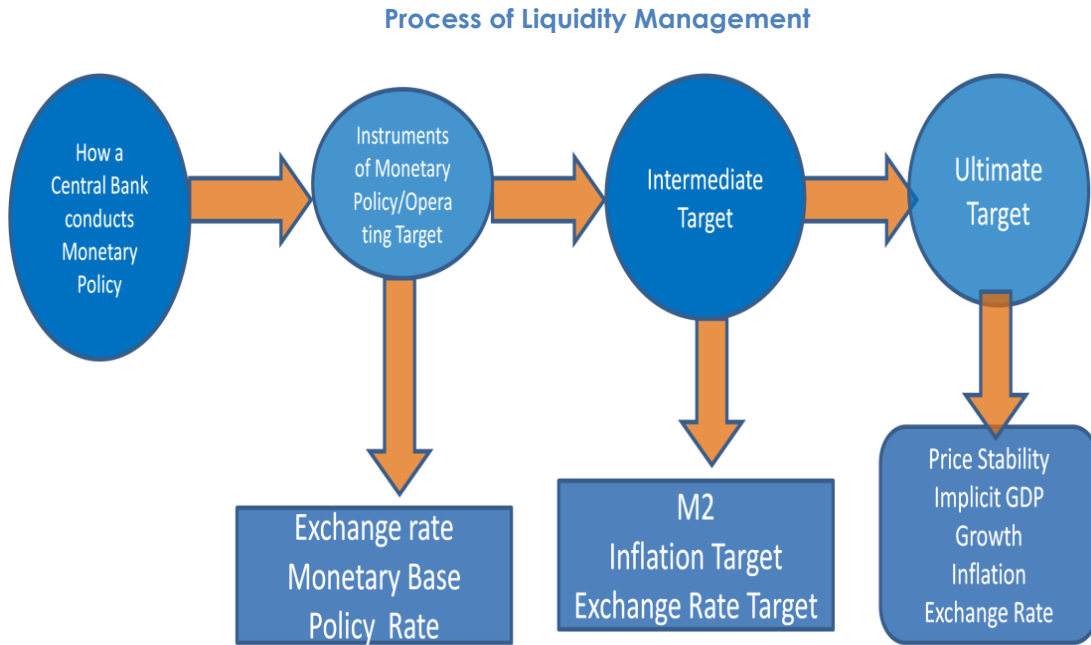 Process of Liquidity Management
How a
Central Bank
conducts
Monetary
Policy
Instruments
of Monetary
Policy/Opera
ting Target
Intermediate
Target
Ultimate
Target
Exchange rate
Monetary Base
Policy Rate
M2
Inflation Target
Exchange Rate Target
Price Stability
Implicit GDP
Growth
Inflation
Exchange Rate